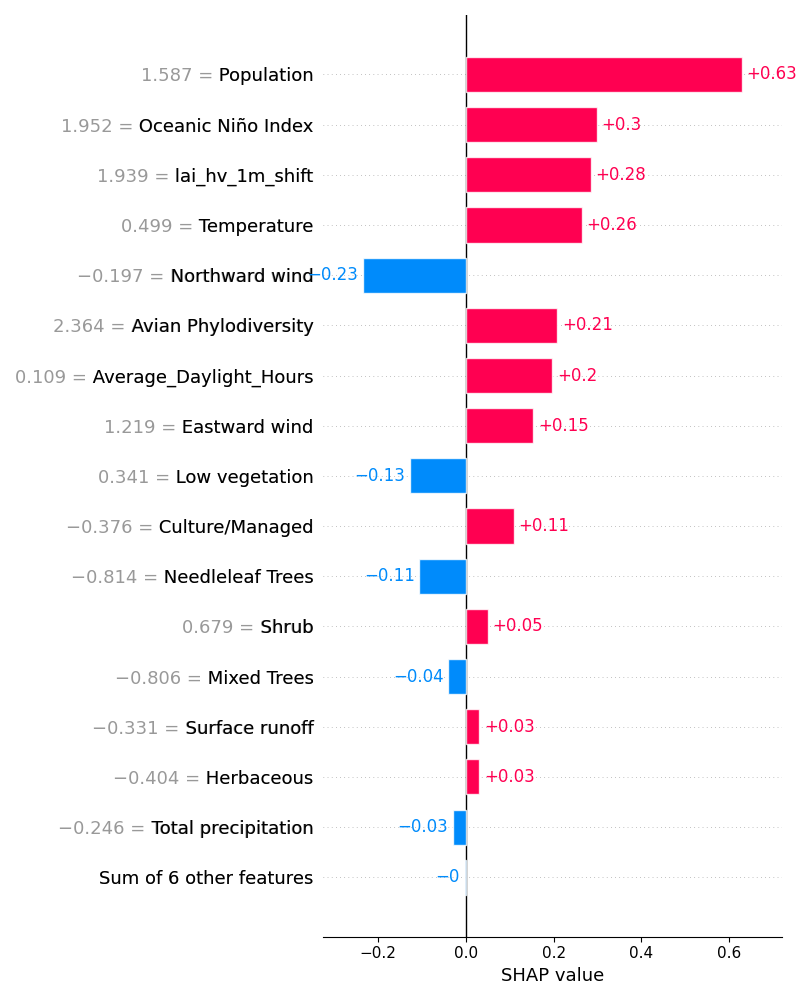 1.587 = Population +0.63
1.952 = Oceanic Niño Index +0.3
1.939 = lai_hv_1m_shift +0.28
0.499 = Temperature +0.26
−0.197 = Northward wind −0.23
2.364 = Avian Phylodiversity +0.21
0.109 = Average_Daylight_Hours +0.2
1.219 = Eastward wind +0.15
0.341 = Low vegetation −0.13
−0.376 = Culture/Managed +0.11
−0.814 = Needleleaf Trees −0.11
0.679 = Shrub +0.05
−0.806 = Mixed Trees −0.04
−0.331 = Surface runoff +0.03
−0.404 = Herbaceous +0.03
−0.246 = Total precipitation −0.03
Sum of 6 other features −0
−0.2 0.0 0.2 0.4 0.6
SHAP value